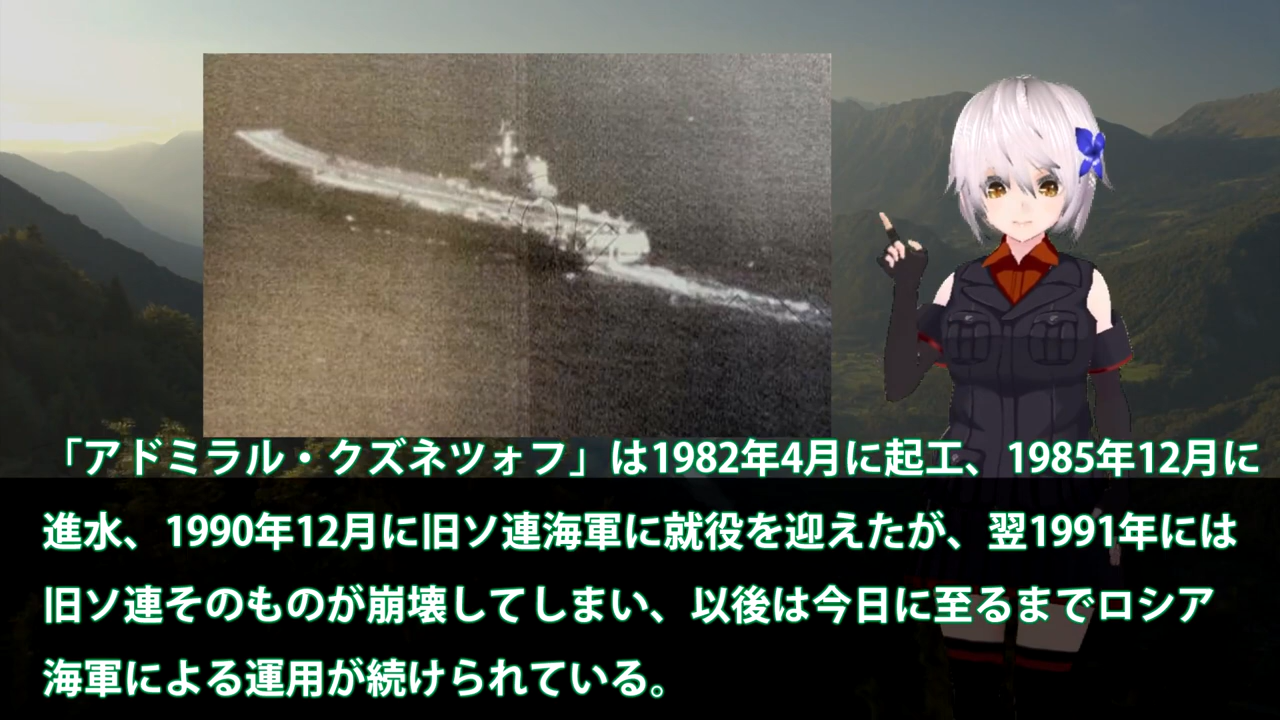 「アドミラル・クズネツォフ」は1982年4月に起工、1985年12月に
進水、1990年12月に旧ソ連海軍に就役を迎えたが、翌1991年には
旧ソ連そのものが崩壊してしまい、以後は今日に至るまでロシア
海軍による運用が続けられている。